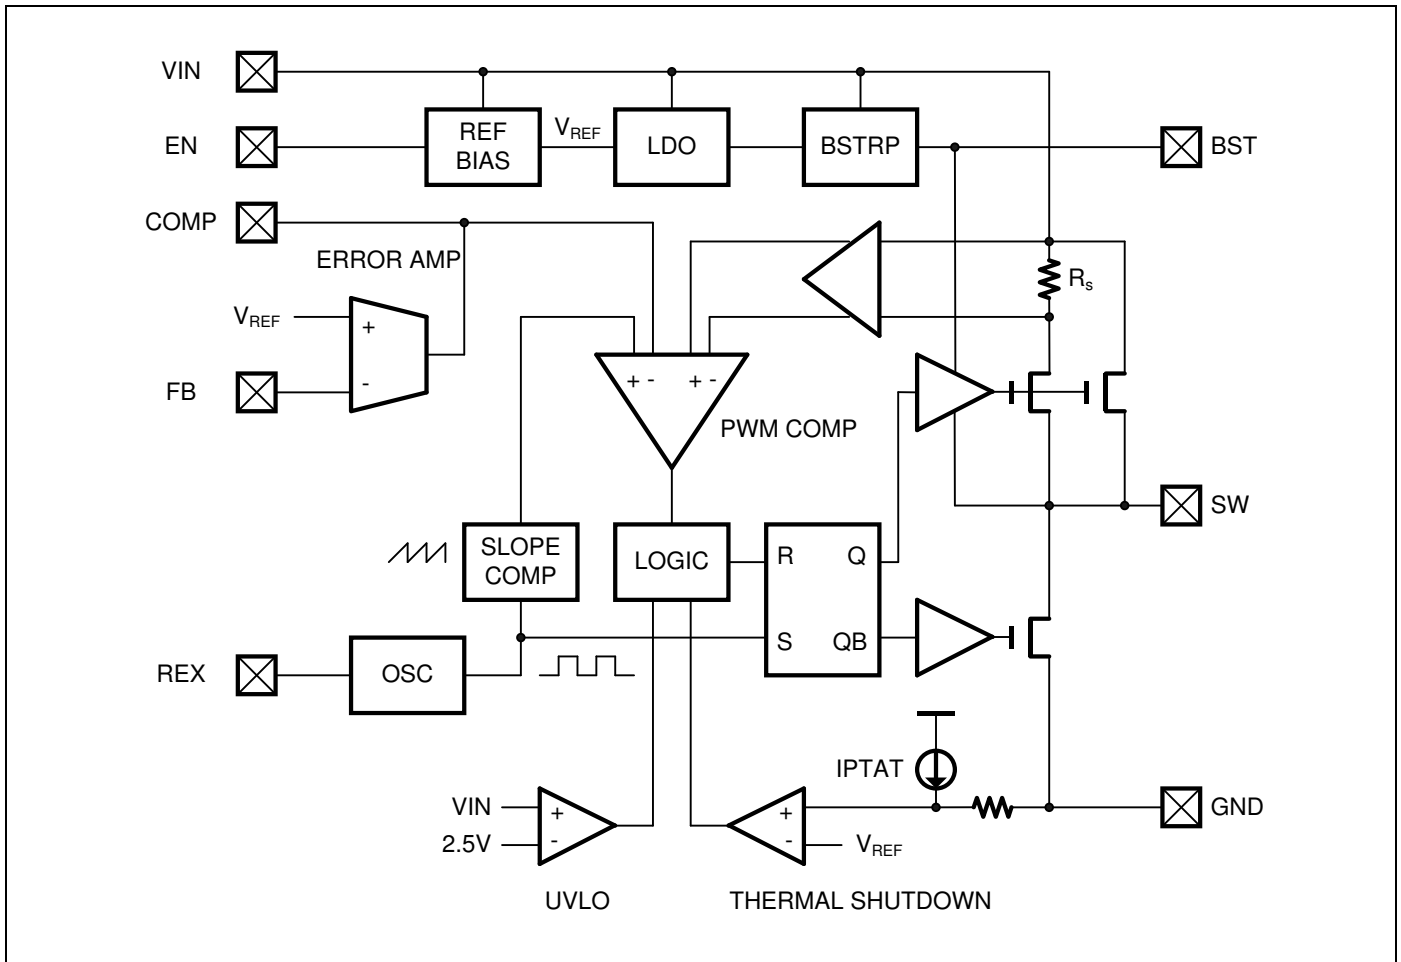 VIN
EN
REF
BIAS
VREF
LDO
BSTRP
BST
COMP
ERROR AMP
Rs
VREF
+
-
FB
+ - + -
PWM COMP
SW
SLOPE
COMP
LOGIC
R Q
S QB
REX
OSC
IPTAT
VIN
2.5V
+
-
+
-
VREF
GND
UVLO
THERMAL SHUTDOWN